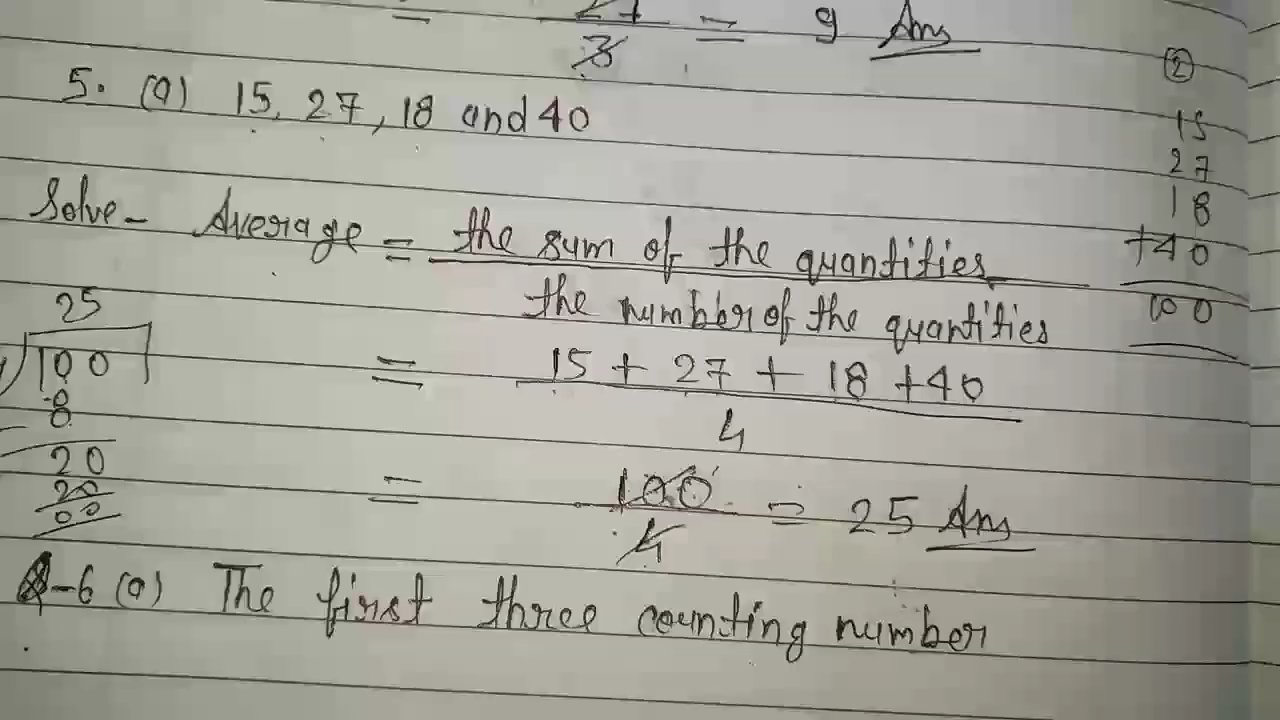 = 27/3 = 9 Ans
5. (a) 15, 27, 18 and 40
Solve- Average = the sum of the quantities
the number of the quantities
= 15 + 27 + 18 + 40
4
= 100/4 = 25 Ans
2
15
27
18
+40
100
25
100
8
20
20
00
Q-6 (a) The first three counting number